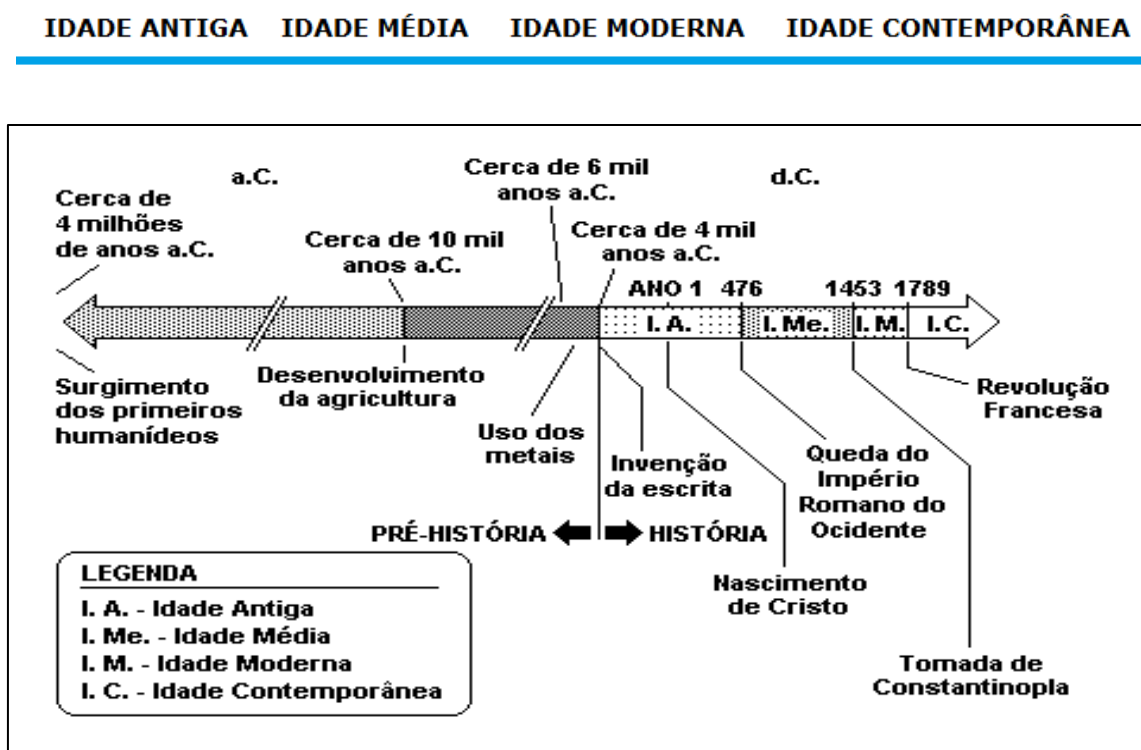 IDADE ANTIGA IDADE MÉDIA IDADE MODERNA IDADE CONTEMPORÂNEA
a.C.
d.C.
Cerca de
4 milhões
de anos a.C.
Cerca de 10 mil
anos a.C.
Cerca de 6 mil
anos a.C.
Cerca de 4 mil
anos a.C.
ANO 1 476 1453 1789
I. A. I. Me. I. M. I. C.
Surgimento
dos primeiros
humanídeos
Desenvolvimento
da agricultura
Uso dos
metais
Invenção
da escrita
Nascimento
de Cristo
Queda do
Império
Romano do
Ocidente
Tomada de
Constantinopla
Revolução
Francesa
PRÉ-HISTÓRIA HISTÓRIA
LEGENDA
I. A. - Idade Antiga
I. Me. - Idade Média
I. M. - Idade Moderna
I. C. - Idade Contemporânea